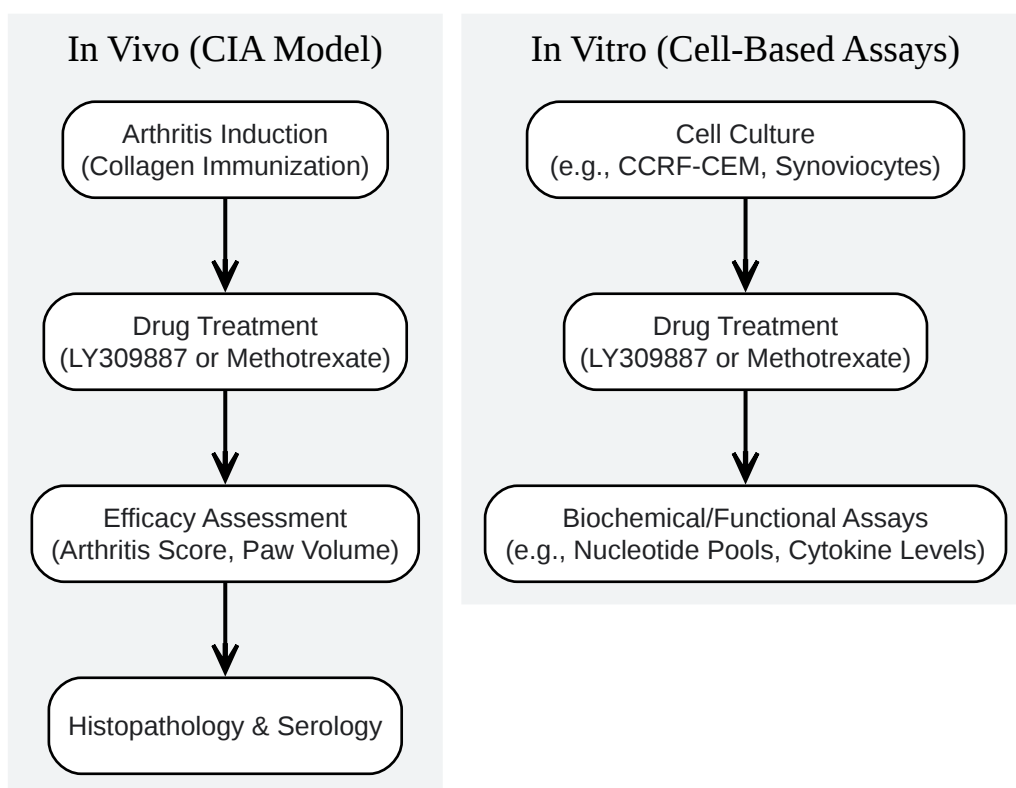 In Vivo (CIA Model)
Arthritis Induction
(Collagen Immunization)
Drug Treatment
(LY309887 or Methotrexate)
Efficacy Assessment
(Arthritis Score, Paw Volume)
Histopathology & Serology
In Vitro (Cell-Based Assays)
Cell Culture
(e.g., CCRF-CEM, Synoviocytes)
Drug Treatment
(LY309887 or Methotrexate)
Biochemical/Functional Assays
(e.g., Nucleotide Pools, Cytokine Levels)